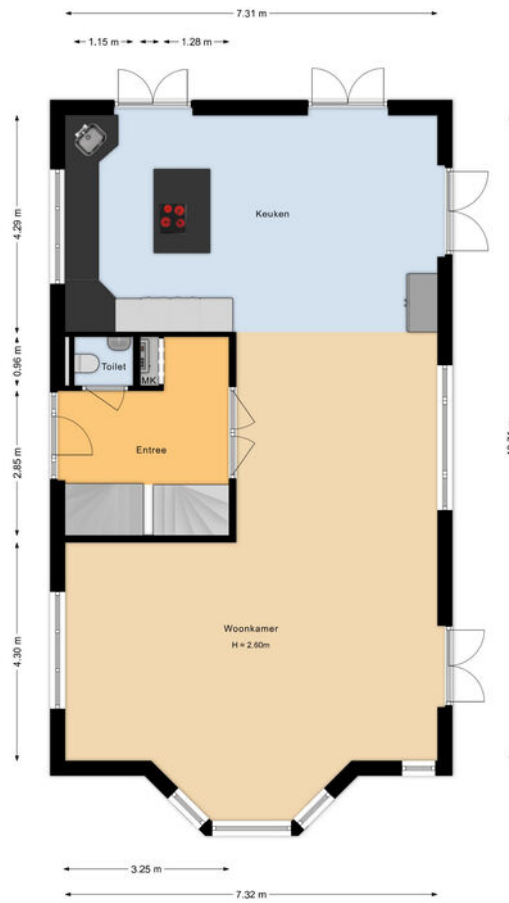 7.31 m
1.15 m
1.28 m
4.29 m
Keuken
0.96 m
Toilet
MK
2.85 m
Entree
4.30 m
Woonkamer
H = 2.60m
3.25 m
7.32 m